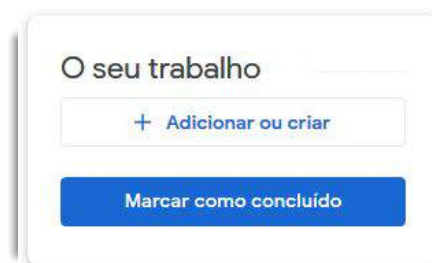 O seu trabalho
+ Adicionar ou criar
Marcar como concluído